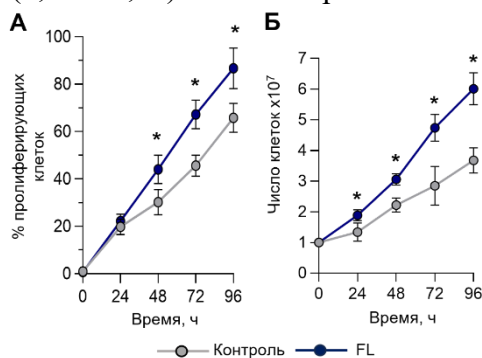 А
% пролиферирующих
клеток
100
80
60
40
20
0
*
*
*
0 24 48 72 96
Время, ч
Б
Число клеток x10⁷
7
6
5
4
3
2
1
0
*
*
*
*
0 24 48 72 96
Время, ч
Контроль FL